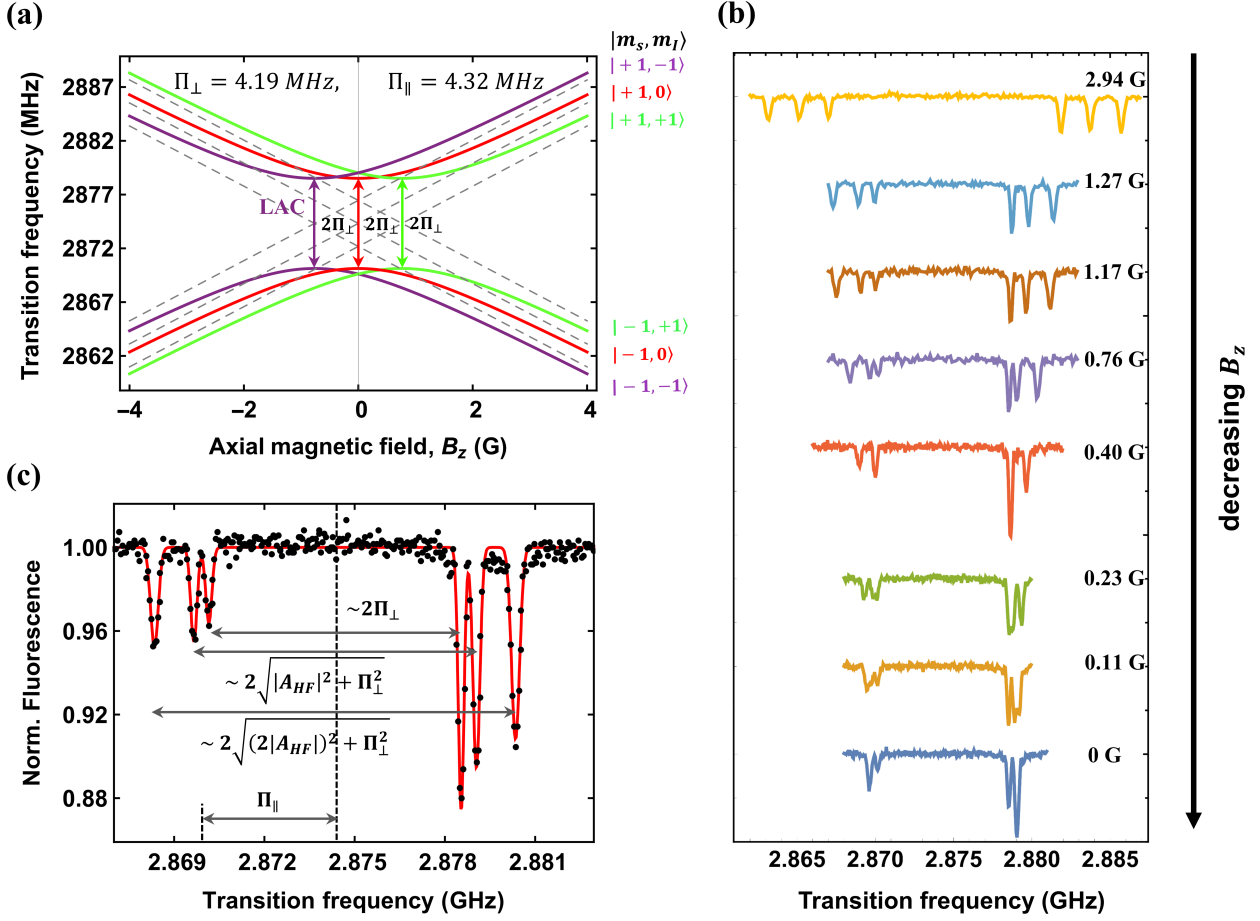 (a)
Π⊥ = 4.19 MHz, Π∥ = 4.32 MHz
Transition frequency (MHz)
2887
2882
2877
2872
2867
2862
LAC
2Π⊥
2Π⊥
2Π⊥
−4
−2
0
2
4
Axial magnetic field, Bz (G)
|ms, mI⟩
|+1,−1⟩
|+1,0⟩
|+1,+1⟩
|−1,+1⟩
|−1,0⟩
|−1,−1⟩
(b)
2.94 G
1.27 G
1.17 G
0.76 G
0.40 G
0.23 G
0.11 G
0 G
2.865
2.870
2.875
2.880
2.885
Transition frequency (GHz)
decreasing Bz
(c)
Norm. Fluorescence
1.00
0.96
0.92
0.88
~2Π⊥
~ 2√(|AHF|² + Π⊥²)
~ 2√((2|AHF|)² + Π⊥²)
Π∥
2.869
2.872
2.875
2.878
2.881
Transition frequency (GHz)